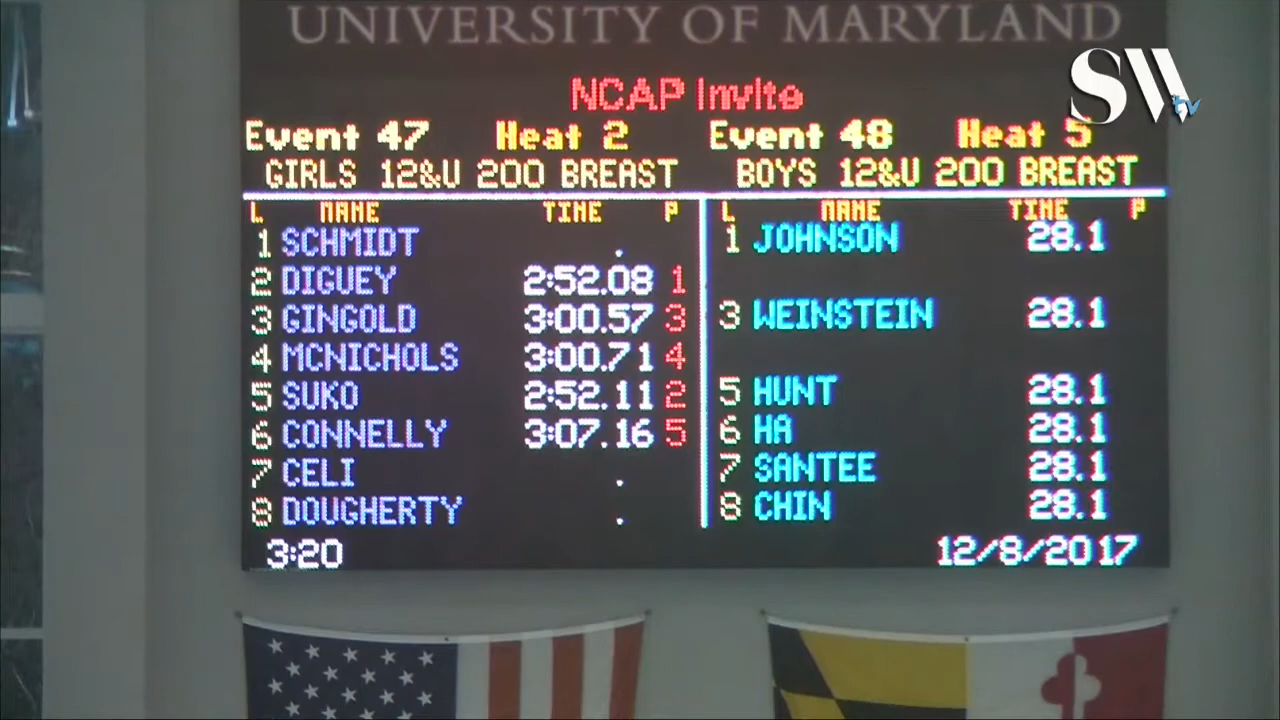 UNIVERSITY OF MARYLAND
SWtv
NCAP Invite
Event 47 Heat 2 Event 48 Heat 5
GIRLS 12&U 200 BREAST BOYS 12&U 200 BREAST
L NAME TIME P L NAME TIME P
1 SCHMIDT . 1 JOHNSON 28.1
2 DIGUEY 2:52.08 1
3 GINGOLD 3:00.57 3 3 WEINSTEIN 28.1
4 MCNICHOLS 3:00.71 4
5 SUKO 2:52.11 2 5 HUNT 28.1
6 CONNELLY 3:07.16 5 6 HA 28.1
7 CELI . 7 SANTEE 28.1
8 DOUGHERTY . 8 CHIN 28.1
3:20 12/8/2017